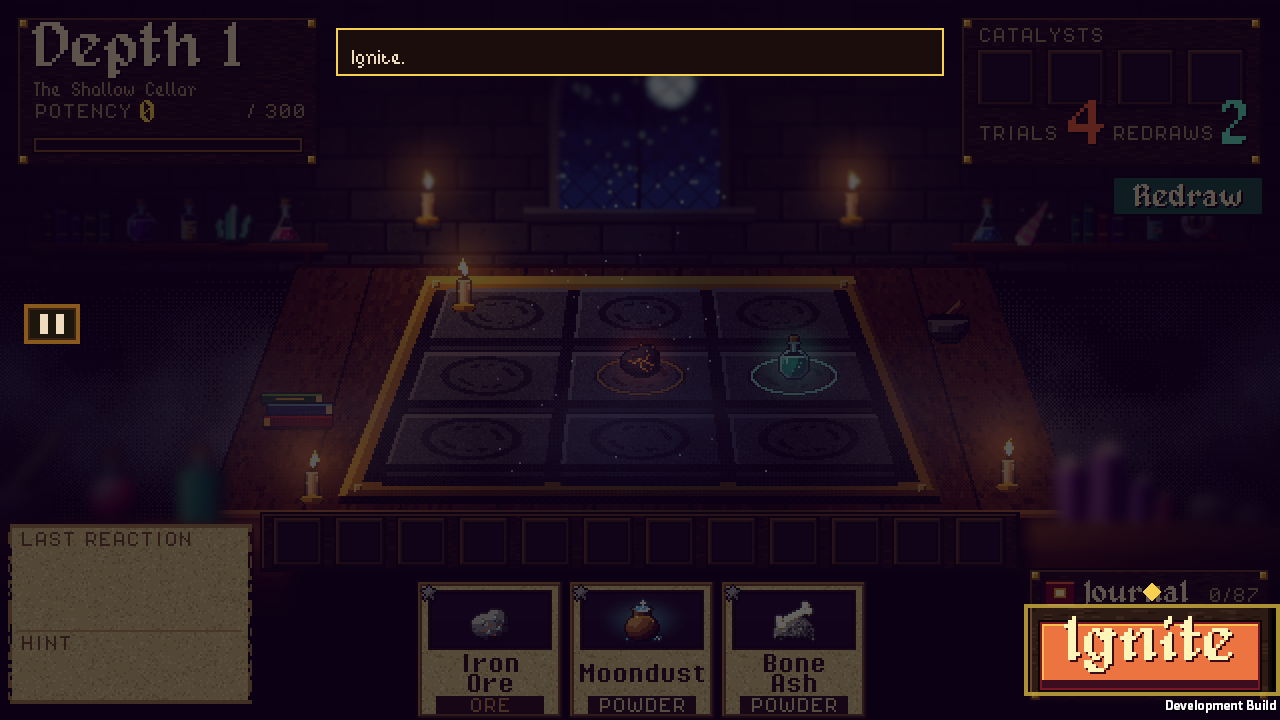 Depth 1
The Shallow Cellar
POTENCY 0 / 300
Ignite.
CATALYSTS
TRIALS 4 REDRAWS 2
Redraw
LAST REACTION
HINT
Iron
Ore
ORE
Moondust
POWDER
Bone
Ash
POWDER
Journal 0/87
Ignite
Development Build